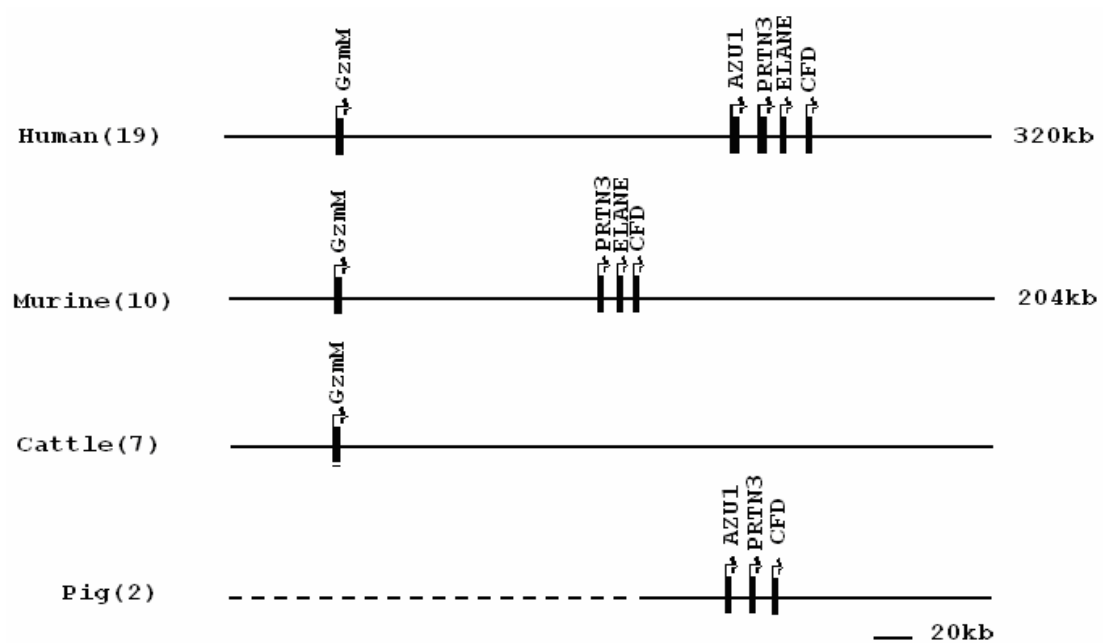 GzmM
AZU1
PRTN3
ELANE
CFD
Human(19)
320kb
GzmM
PRTN3
ELANE
CFD
Murine(10)
204kb
GzmM
Cattle(7)
AZU1
PRTN3
CFD
Pig(2)
20kb